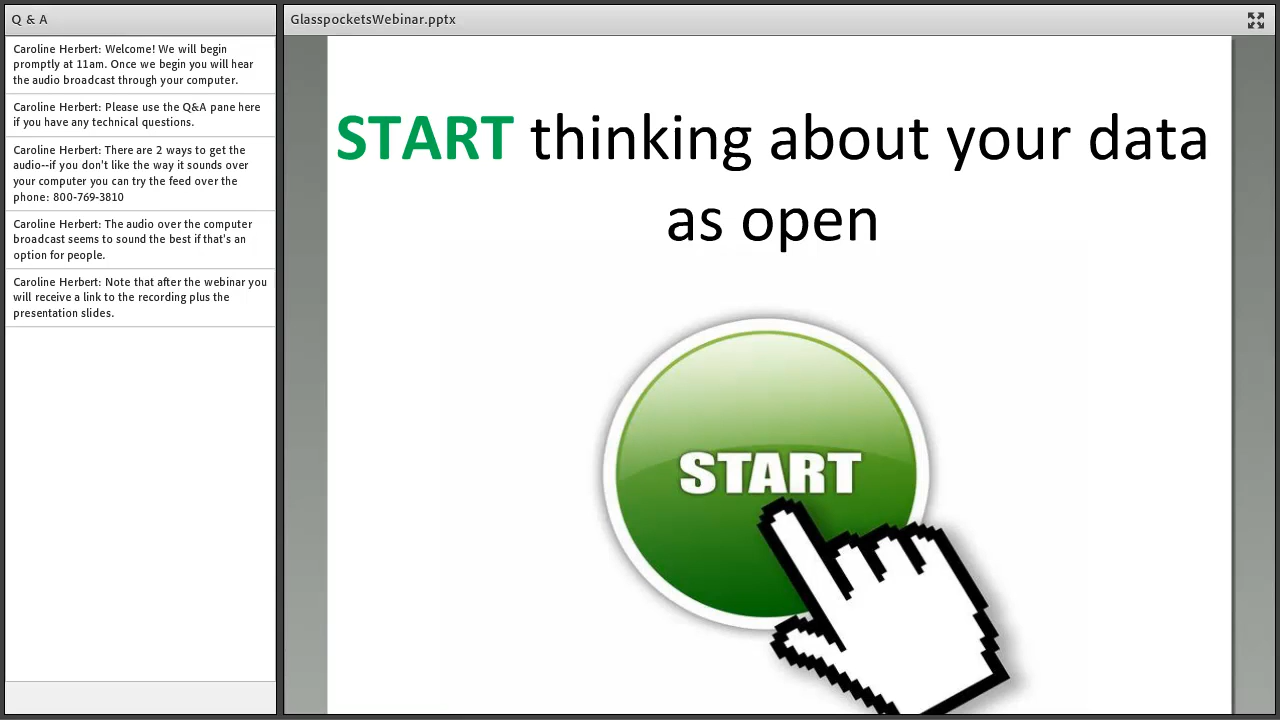 Q & A
Caroline Herbert: Welcome! We will begin
promptly at 11am. Once we begin you will hear
the audio broadcast through your computer.
Caroline Herbert: Please use the Q&A pane here
if you have any technical questions.
Caroline Herbert: There are 2 ways to get the
audio--if you don't like the way it sounds over
your computer you can try the feed over the
phone: 800-769-3810
Caroline Herbert: The audio over the computer
broadcast seems to sound the best if that's an
option for people.
Caroline Herbert: Note that after the webinar you
will receive a link to the recording plus the
presentation slides.
GlasspocketsWebinar.pptx
START thinking about your data
as open
START